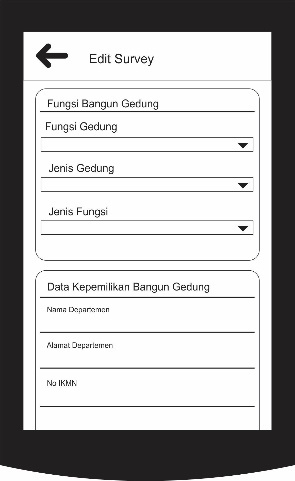 Edit Survey
Fungsi Bangun Gedung
Fungsi Gedung
Jenis Gedung
Jenis Fungsi
Data Kepemilikan Bangun Gedung
Nama Departemen
Alamat Departemen
No IKMN